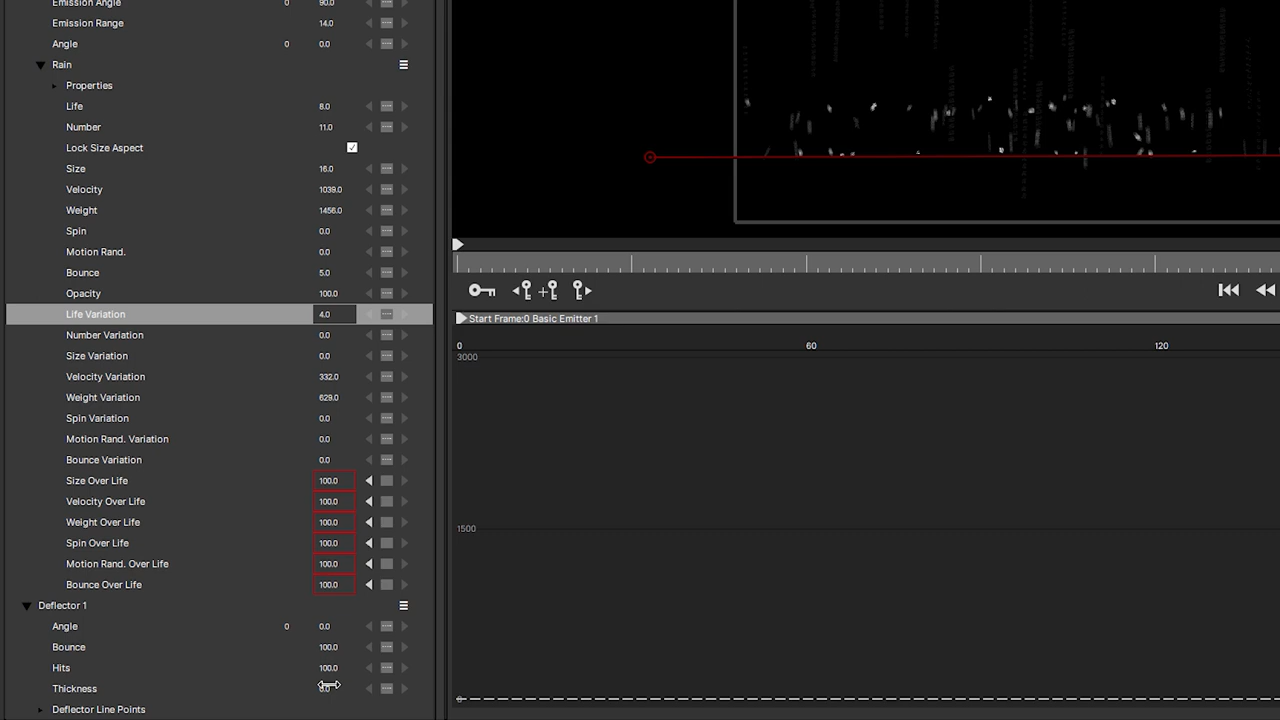 Emission Angle 0 90.0
Emission Range 14.0
Angle 0 0.0
Rain
Properties
Life 8.0
Number 11.0
Lock Size Aspect
Size 16.0
Velocity 1039.0
Weight 1456.0
Spin 0.0
Motion Rand. 0.0
Bounce 5.0
Opacity 100.0
Life Variation 4.0
Number Variation 0.0
Size Variation 0.0
Velocity Variation 332.0
Weight Variation 629.0
Spin Variation 0.0
Motion Rand. Variation 0.0
Bounce Variation 0.0
Size Over Life 100.0
Velocity Over Life 100.0
Weight Over Life 100.0
Spin Over Life 100.0
Motion Rand. Over Life 100.0
Bounce Over Life 100.0
Deflector 1
Angle 0 0.0
Bounce 100.0
Hits 100.0
Thickness
Deflector Line Points
Start Frame:0 Basic Emitter 1
0 60 120
3000
1500
0